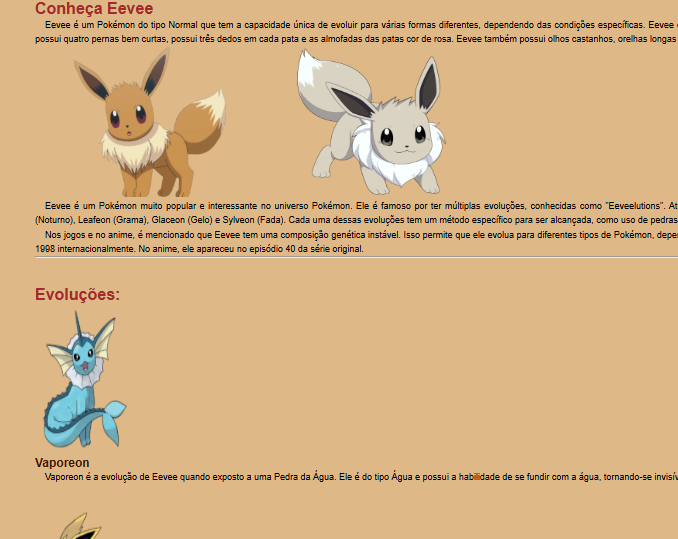 Conheça Eevee
Eevee é um Pokémon do tipo Normal que tem a capacidade única de evoluir para várias formas diferentes, dependendo das condições específicas. Eevee
possui quatro pernas bem curtas, possui três dedos em cada pata e as almofadas das patas cor de rosa. Eevee também possui olhos castanhos, orelhas longas
Eevee é um Pokémon muito popular e interessante no universo Pokémon. Ele é famoso por ter múltiplas evoluções, conhecidas como "Eeveelutions". At
(Noturno), Leafeon (Grama), Glaceon (Gelo) e Sylveon (Fada). Cada uma dessas evoluções tem um método específico para ser alcançada, como uso de pedras
Nos jogos e no anime, é mencionado que Eevee tem uma composição genética instável. Isso permite que ele evolua para diferentes tipos de Pokémon, depe
1998 internacionalmente. No anime, ele apareceu no episódio 40 da série original.
Evoluções:
Vaporeon
Vaporeon é a evolução de Eevee quando exposto a uma Pedra da Água. Ele é do tipo Água e possui a habilidade de se fundir com a água, tornando-se invisív